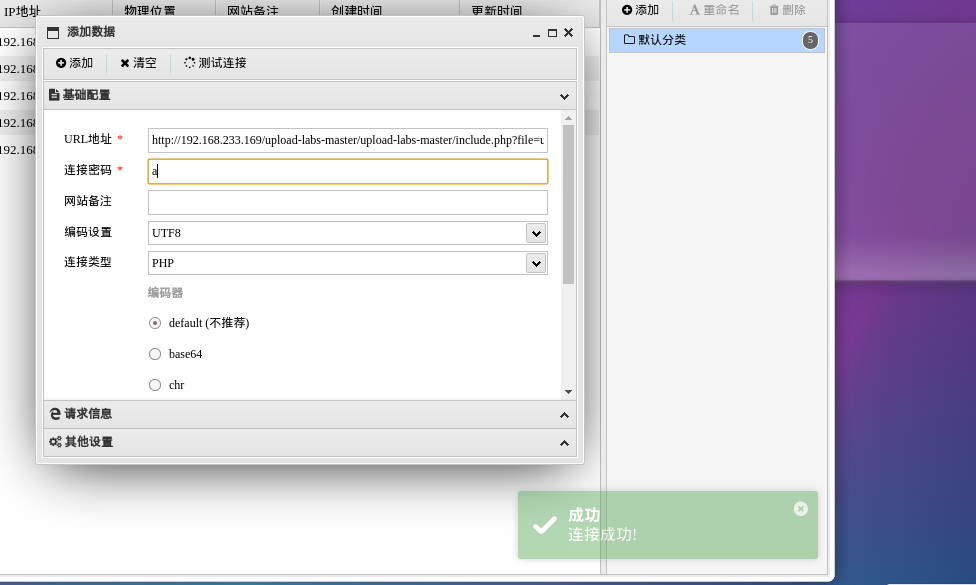 IP地址 物理位置 网站备注 创建时间 更新时间
添加 重命名 删除
添加数据
默认分类 5
192.168
添加 清空 测试连接
192.168
基础配置
192.168
192.168
URL地址 * http://192.168.233.169/upload-labs-master/upload-labs-master/include.php?file=u
192.168
连接密码 * a
网站备注
编码设置 UTF8
连接类型 PHP
编码器
default (不推荐)
base64
chr
请求信息
其他设置
成功
连接成功!